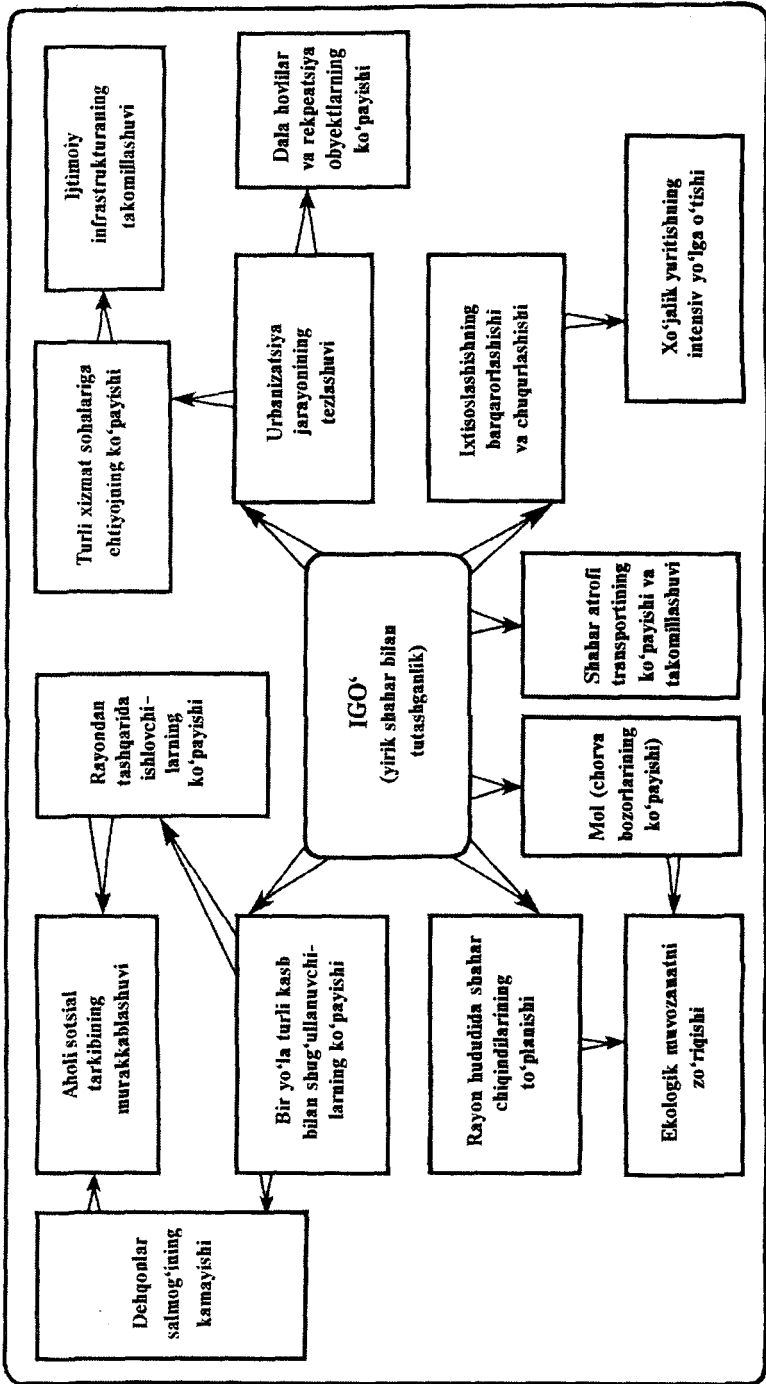 Dehqonlar
salmog‘ining
kamayishi
Aholi sotsial
tarkibining
murakkablashuvi
Rayondan
tashqarida
ishlovchi-
larning
ko‘payishi
Turli xizmat sohalariga
ehtiyojning ko‘payishi
Ijtimoiy
infrastrukturaning
takomillashuvi
Bir yo‘la turli kasb
bilan shug‘ullanuvchi-
larning ko‘payishi
Urbanizatsiya
jarayonining
tezlashuvi
Dala hovlilar
va rekpeatsiya
obyektlarning
ko‘payishi
IGO‘
(yirik shahar bilan
tutashganlik)
Rayon hududida shahar
chiqindilarining
to‘planishi
Mol (chorva
bozorlarining
ko‘payishi)
Shahar atrofi
transportining
ko‘payishi va
takomillashuvi
Ixtisoslashishning
barqarorlashishi
va chuqurlashishi
Ekologik muvozanatni
zo‘riqishi
Xo‘jalik yuritishning
intensiv yo‘lga o‘tishi